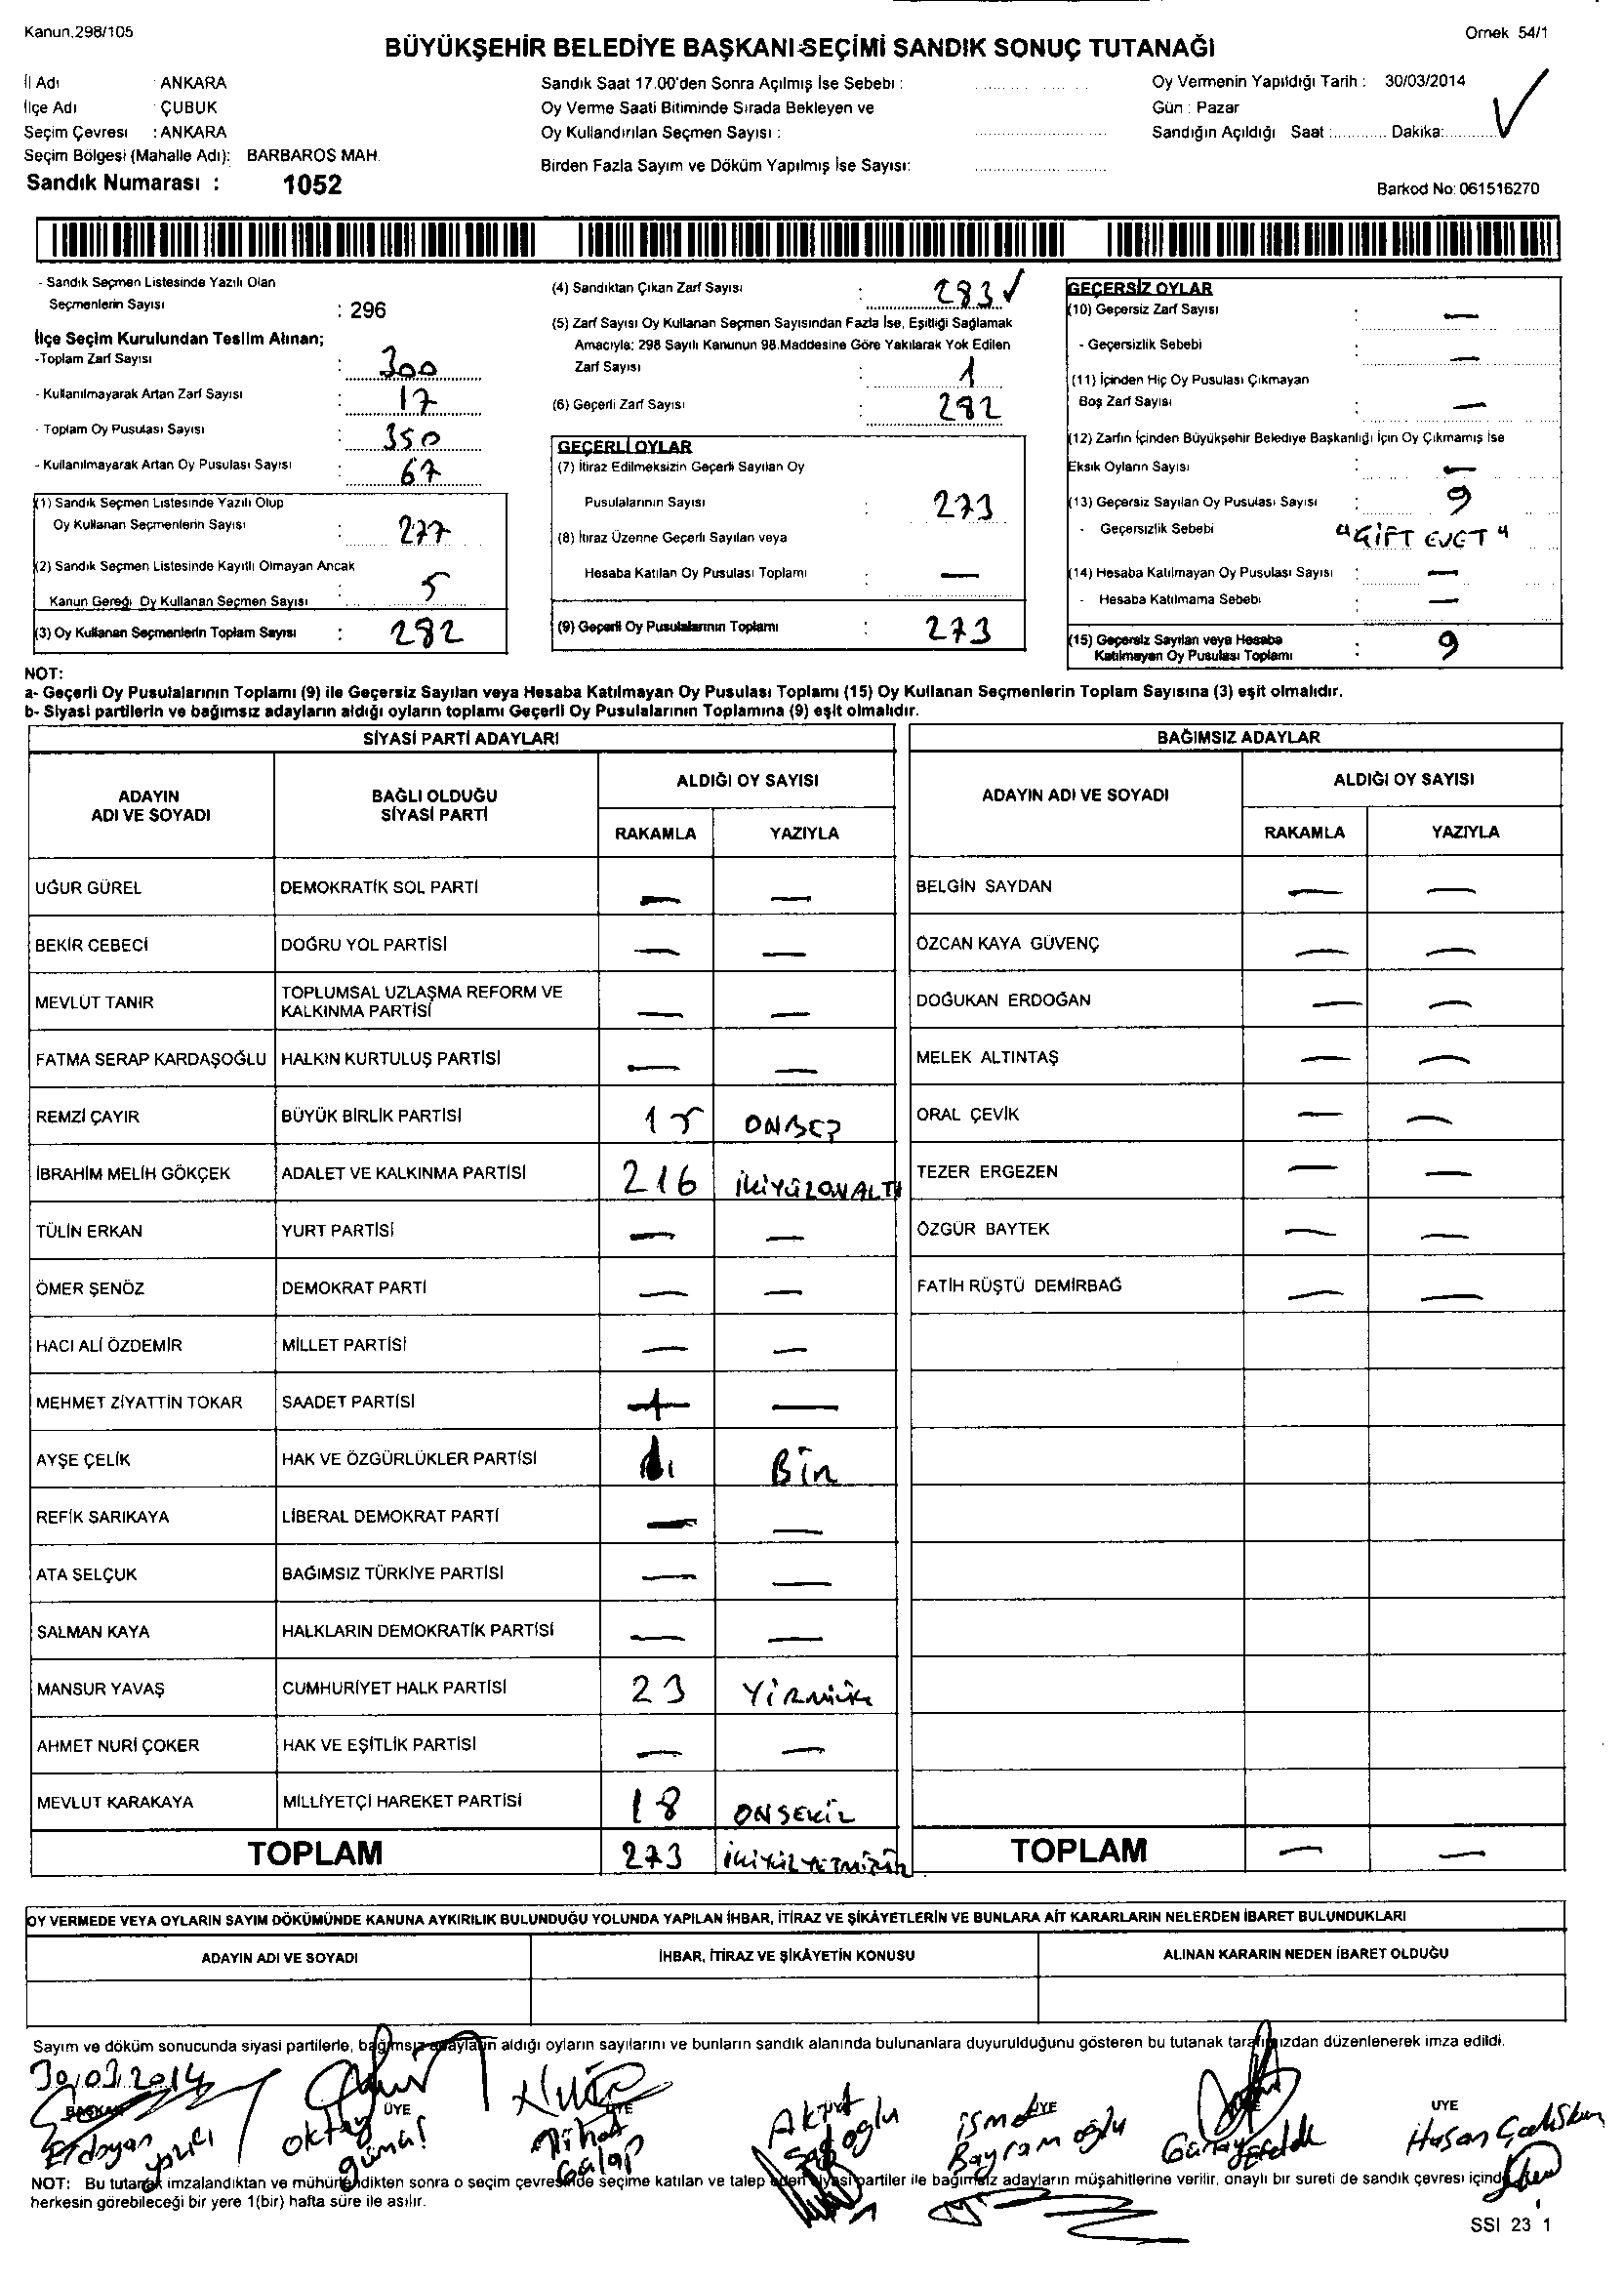 Kanun.298/105
Örnek 54/1
BÜYÜKŞEHİR BELEDİYE BAŞKANI SEÇİMİ SANDIK SONUÇ TUTANAĞI
İl Adı : ANKARA
İlçe Adı : ÇUBUK
Seçim Çevresi : ANKARA
Seçim Bölgesi (Mahalle Adı): BARBAROS MAH.
Sandık Numarası : 1052
Sandık Saat 17.00'den Sonra Açılmış İse Sebebi :
Oy Verme Saati Bitiminde Sırada Bekleyen ve
Oy Kullandırılan Seçmen Sayısı :
Birden Fazla Sayım ve Döküm Yapılmış İse Sayısı:
Oy Vermenin Yapıldığı Tarih : 30/03/2014
Gün : Pazar
Sandığın Açıldığı Saat :............ Dakika:............
Barkod No: 061516270
- Sandık Seçmen Listesinde Yazılı Olan
Seçmenlerin Sayısı : 296
İlçe Seçim Kurulundan Teslim Alınan;
-Toplam Zarf Sayısı : 300
- Kullanılmayarak Artan Zarf Sayısı : 17
- Toplam Oy Pusulası Sayısı : 350
- Kullanılmayarak Artan Oy Pusulası Sayısı : 67
(1) Sandık Seçmen Listesinde Yazılı Olup
Oy Kullanan Seçmenlerin Sayısı : 277
(2) Sandık Seçmen Listesinde Kayıtlı Olmayan Ancak
Kanun Gereği Oy Kullanan Seçmen Sayısı : 5
(3) Oy Kullanan Seçmenlerin Toplam Sayısı : 282
(4) Sandıktan Çıkan Zarf Sayısı : 283
(5) Zarf Sayısı Oy Kullanan Seçmen Sayısından Fazla İse, Eşitliği Sağlamak
Amacıyla; 298 Sayılı Kanunun 98.Maddesine Göre Yakılarak Yok Edilen
Zarf Sayısı : 1
(6) Geçerli Zarf Sayısı : 282
GEÇERLİ OYLAR
(7) İtiraz Edilmeksizin Geçerli Sayılan Oy
Pusulalarının Sayısı : 273
(8) İtiraz Üzerine Geçerli Sayılan veya
Hesaba Katılan Oy Pusulası Toplamı : —
(9) Geçerli Oy Pusulalarının Toplamı : 273
GEÇERSİZ OYLAR
(10) Geçersiz Zarf Sayısı : —
- Geçersizlik Sebebi : —
(11) İçinden Hiç Oy Pusulası Çıkmayan
Boş Zarf Sayısı : —
(12) Zarfın İçinden Büyükşehir Belediye Başkanlığı İçin Oy Çıkmamış İse
Eksik Oyların Sayısı : —
(13) Geçersiz Sayılan Oy Pusulası Sayısı : 9
- Geçersizlik Sebebi "ÇİFT EVET"
(14) Hesaba Katılmayan Oy Pusulası Sayısı : —
- Hesaba Katılmama Sebebi : —
(15) Geçersiz Sayılan veya Hesaba
Katılmayan Oy Pusulası Toplamı : 9
NOT:
a- Geçerli Oy Pusulalarının Toplamı (9) ile Geçersiz Sayılan veya Hesaba Katılmayan Oy Pusulası Toplamı (15) Oy Kullanan Seçmenlerin Toplam Sayısına (3) eşit olmalıdır.
b- Siyasi partilerin ve bağımsız adayların aldığı oyların toplamı Geçerli Oy Pusulalarının Toplamına (9) eşit olmalıdır.
SİYASİ PARTİ ADAYLARI
ADAYIN ADI VE SOYADI
BAĞLI OLDUĞU SİYASİ PARTİ
ALDIĞI OY SAYISI
RAKAMLA YAZIYLA
UĞUR GÜREL DEMOKRATİK SOL PARTİ — —
BEKİR CEBECİ DOĞRU YOL PARTİSİ — —
MEVLÜT TANIR TOPLUMSAL UZLAŞMA REFORM VE KALKINMA PARTİSİ — —
FATMA SERAP KARDAŞOĞLU HALKIN KURTULUŞ PARTİSİ — —
REMZİ ÇAYIR BÜYÜK BİRLİK PARTİSİ 15 ONBEŞ
İBRAHİM MELİH GÖKÇEK ADALET VE KALKINMA PARTİSİ 216 İKİYÜZONALTI
TÜLİN ERKAN YURT PARTİSİ — —
ÖMER ŞENÖZ DEMOKRAT PARTİ — —
HACI ALİ ÖZDEMİR MİLLET PARTİSİ — —
MEHMET ZİYATTİN TOKAR SAADET PARTİSİ — —
AYŞE ÇELİK HAK VE ÖZGÜRLÜKLER PARTİSİ 1 Bir
REFİK SARIKAYA LİBERAL DEMOKRAT PARTİ — —
ATA SELÇUK BAĞIMSIZ TÜRKİYE PARTİSİ — —
SALMAN KAYA HALKLARIN DEMOKRATİK PARTİSİ — —
MANSUR YAVAŞ CUMHURİYET HALK PARTİSİ 23
AHMET NURİ ÇOKER HAK VE EŞİTLİK PARTİSİ — —
MEVLUT KARAKAYA MİLLİYETÇİ HAREKET PARTİSİ 18 ONSEKİZ
TOPLAM 273
BAĞIMSIZ ADAYLAR
ADAYIN ADI VE SOYADI
ALDIĞI OY SAYISI
RAKAMLA YAZIYLA
BELGİN SAYDAN — —
ÖZCAN KAYA GÜVENÇ — —
DOĞUKAN ERDOĞAN — —
MELEK ALTINTAŞ — —
ORAL ÇEVİK — —
TEZER ERGEZEN — —
ÖZGÜR BAYTEK — —
FATİH RÜŞTÜ DEMİRBAĞ — —
TOPLAM — —
OY VERMEDE VEYA OYLARIN SAYIM DÖKÜMÜNDE KANUNA AYKIRILIK BULUNDUĞU YOLUNDA YAPILAN İHBAR, İTİRAZ VE ŞİKÂYETLERİN VE BUNLARA AİT KARARLARIN NELERDEN İBARET BULUNDUKLARI
ADAYIN ADI VE SOYADI
İHBAR, İTİRAZ VE ŞİKÂYETİN KONUSU
ALINAN KARARIN NEDEN İBARET OLDUĞU
Sayım ve döküm sonucunda siyasi partilerle, bağımsız adayların aldığı oyların sayılarını ve bunların sandık alanında bulunanlara duyurulduğunu gösteren bu tutanak tarafımızdan düzenlenerek imza edildi.
30/03/2014
BAŞKAN ÜYE ÜYE ÜYE ÜYE ÜYE
Erdoğan Yazıcı
Oktay
Nihat
Akif
İsmet Bayramoğlu
Hasan Çalışkan
NOT: Bu tutanak imzalandıktan ve mühürlendikten sonra o seçim çevresinde seçime katılan ve talep eden siyasi partiler ile bağımsız adayların müşahitlerine verilir, onaylı bir sureti de sandık çevresi içinde
herkesin görebileceği bir yere 1(bir) hafta süre ile asılır.
SSI 23 1